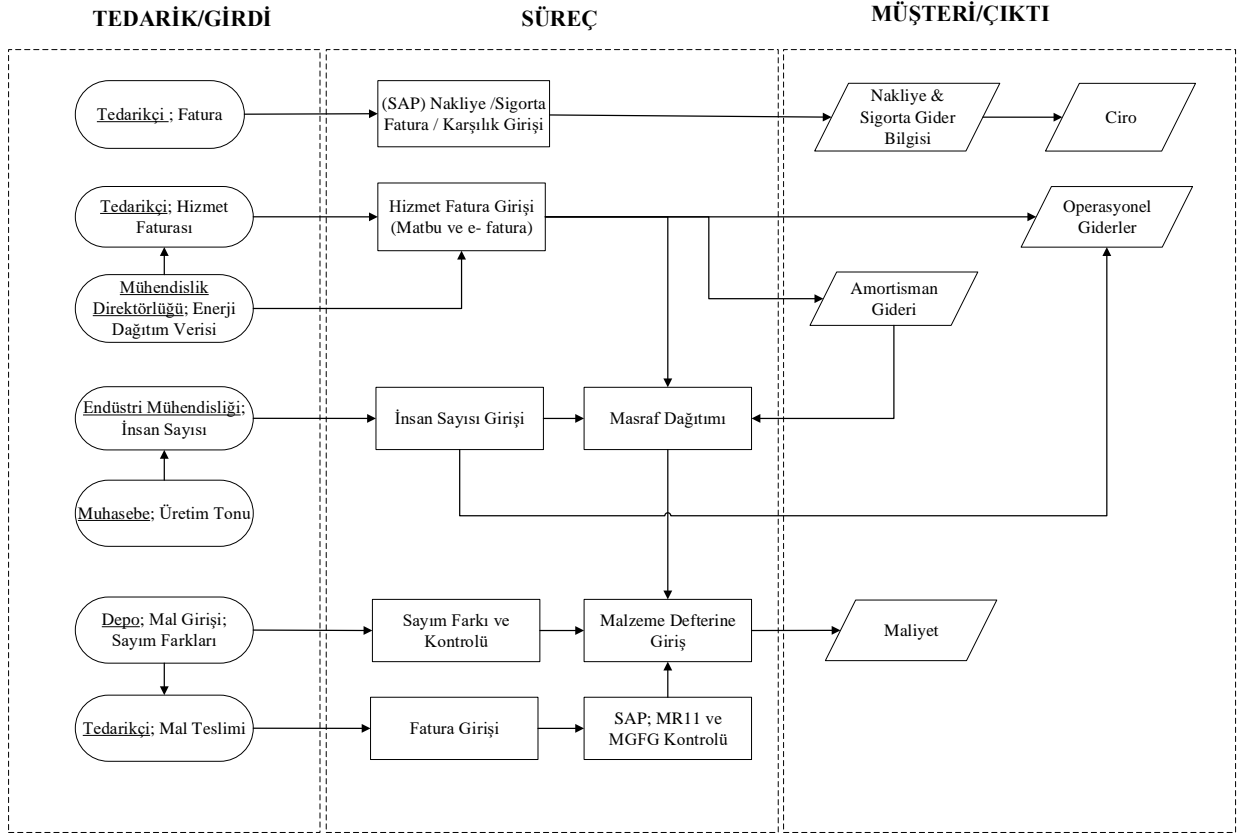 TEDARİK/GİRDİ
SÜREÇ
MÜŞTERİ/ÇIKTI
Tedarikçi ; Fatura
(SAP) Nakliye /Sigorta
Fatura / Karşılık Girişi
Nakliye &
Sigorta Gider
Bilgisi
Ciro
Tedarikçi; Hizmet
Faturası
Hizmet Fatura Girişi
(Matbu ve e- fatura)
Operasyonel
Giderler
Mühendislik
Direktörlüğü; Enerji
Dağıtım Verisi
Amortisman
Gideri
Endüstri Mühendisliği;
İnsan Sayısı
İnsan Sayısı Girişi
Masraf Dağıtımı
Muhasebe; Üretim Tonu
Depo; Mal Girişi;
Sayım Farkları
Sayım Farkı ve
Kontrolü
Malzeme Defterine
Giriş
Maliyet
Tedarikçi; Mal Teslimi
Fatura Girişi
SAP; MR11 ve
MGFG Kontrolü